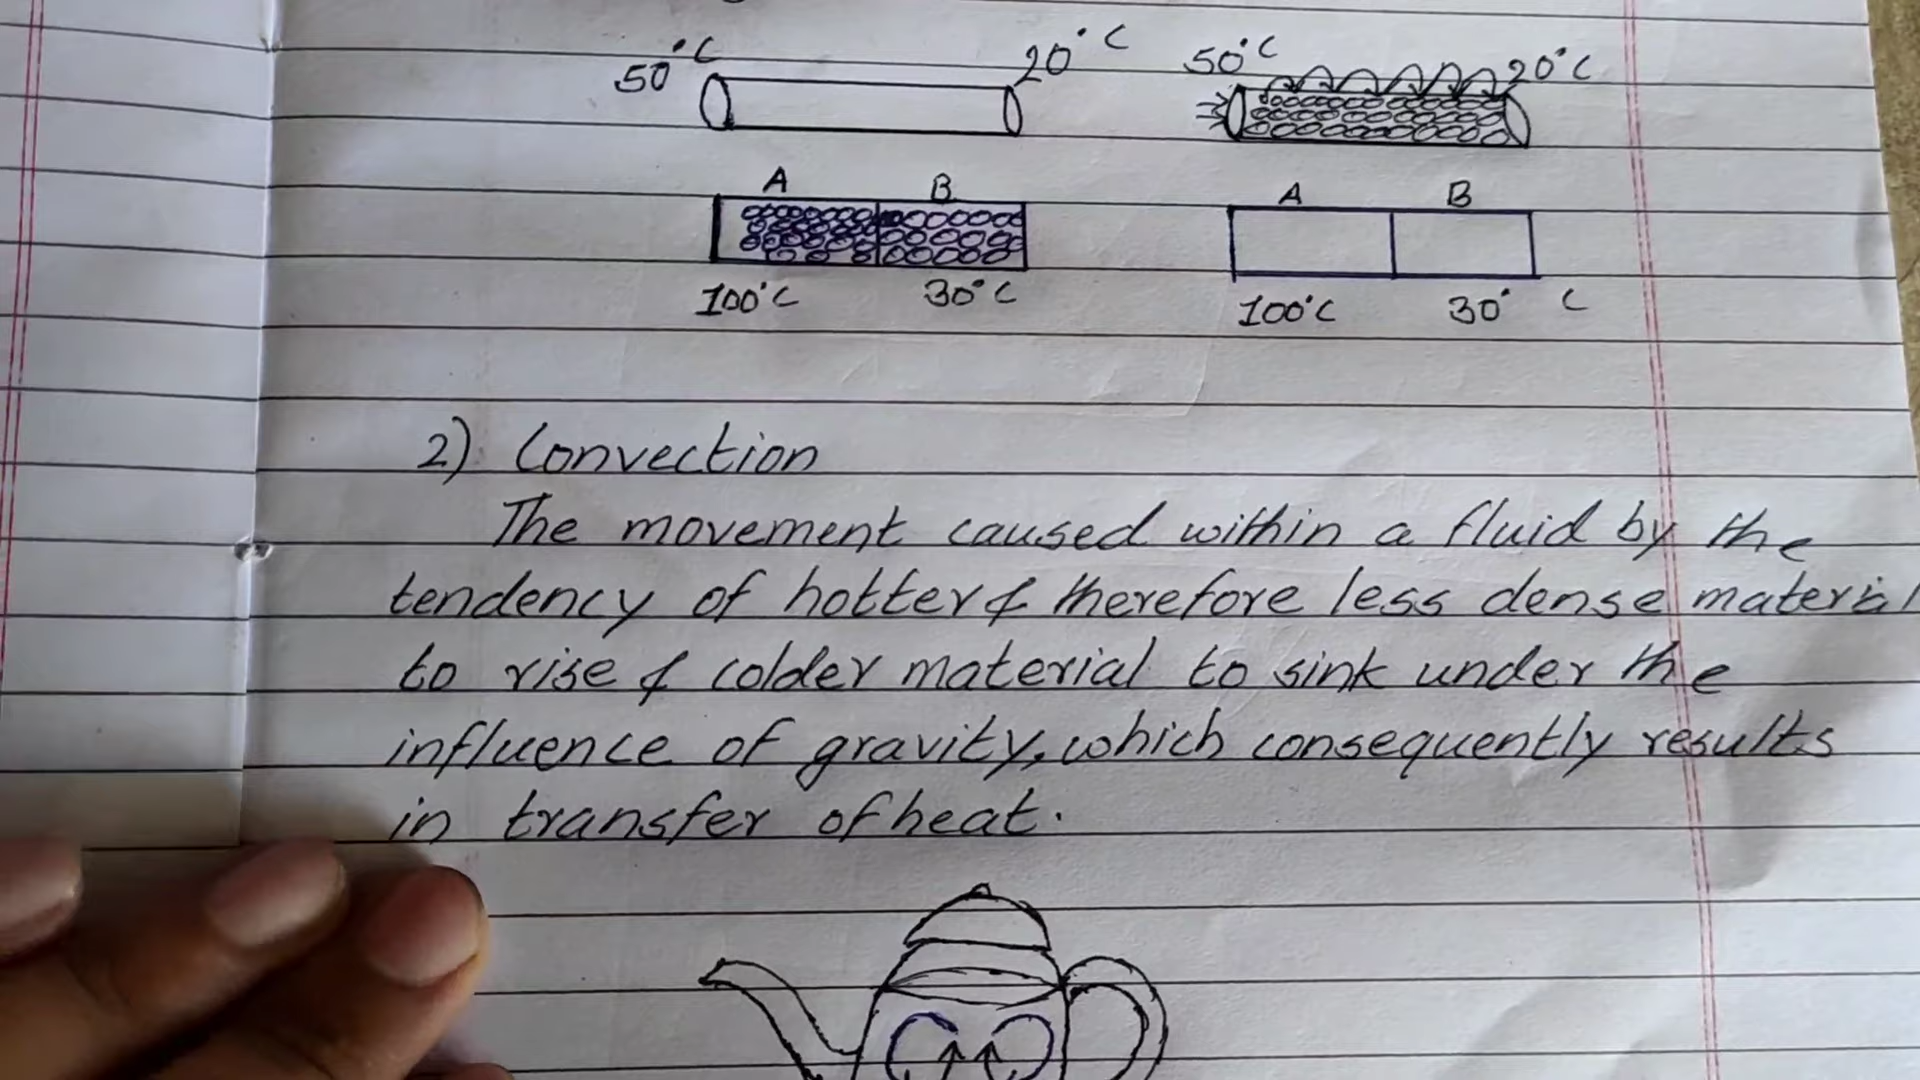 50°C 20°C 50°C 20°C
A B A B
100°C 30°C 100°C 30° C
2) Convection
The movement caused within a fluid by the
tendency of hotter & therefore less dense material
to rise & colder material to sink under the
influence of gravity, which consequently results
in transfer of heat.